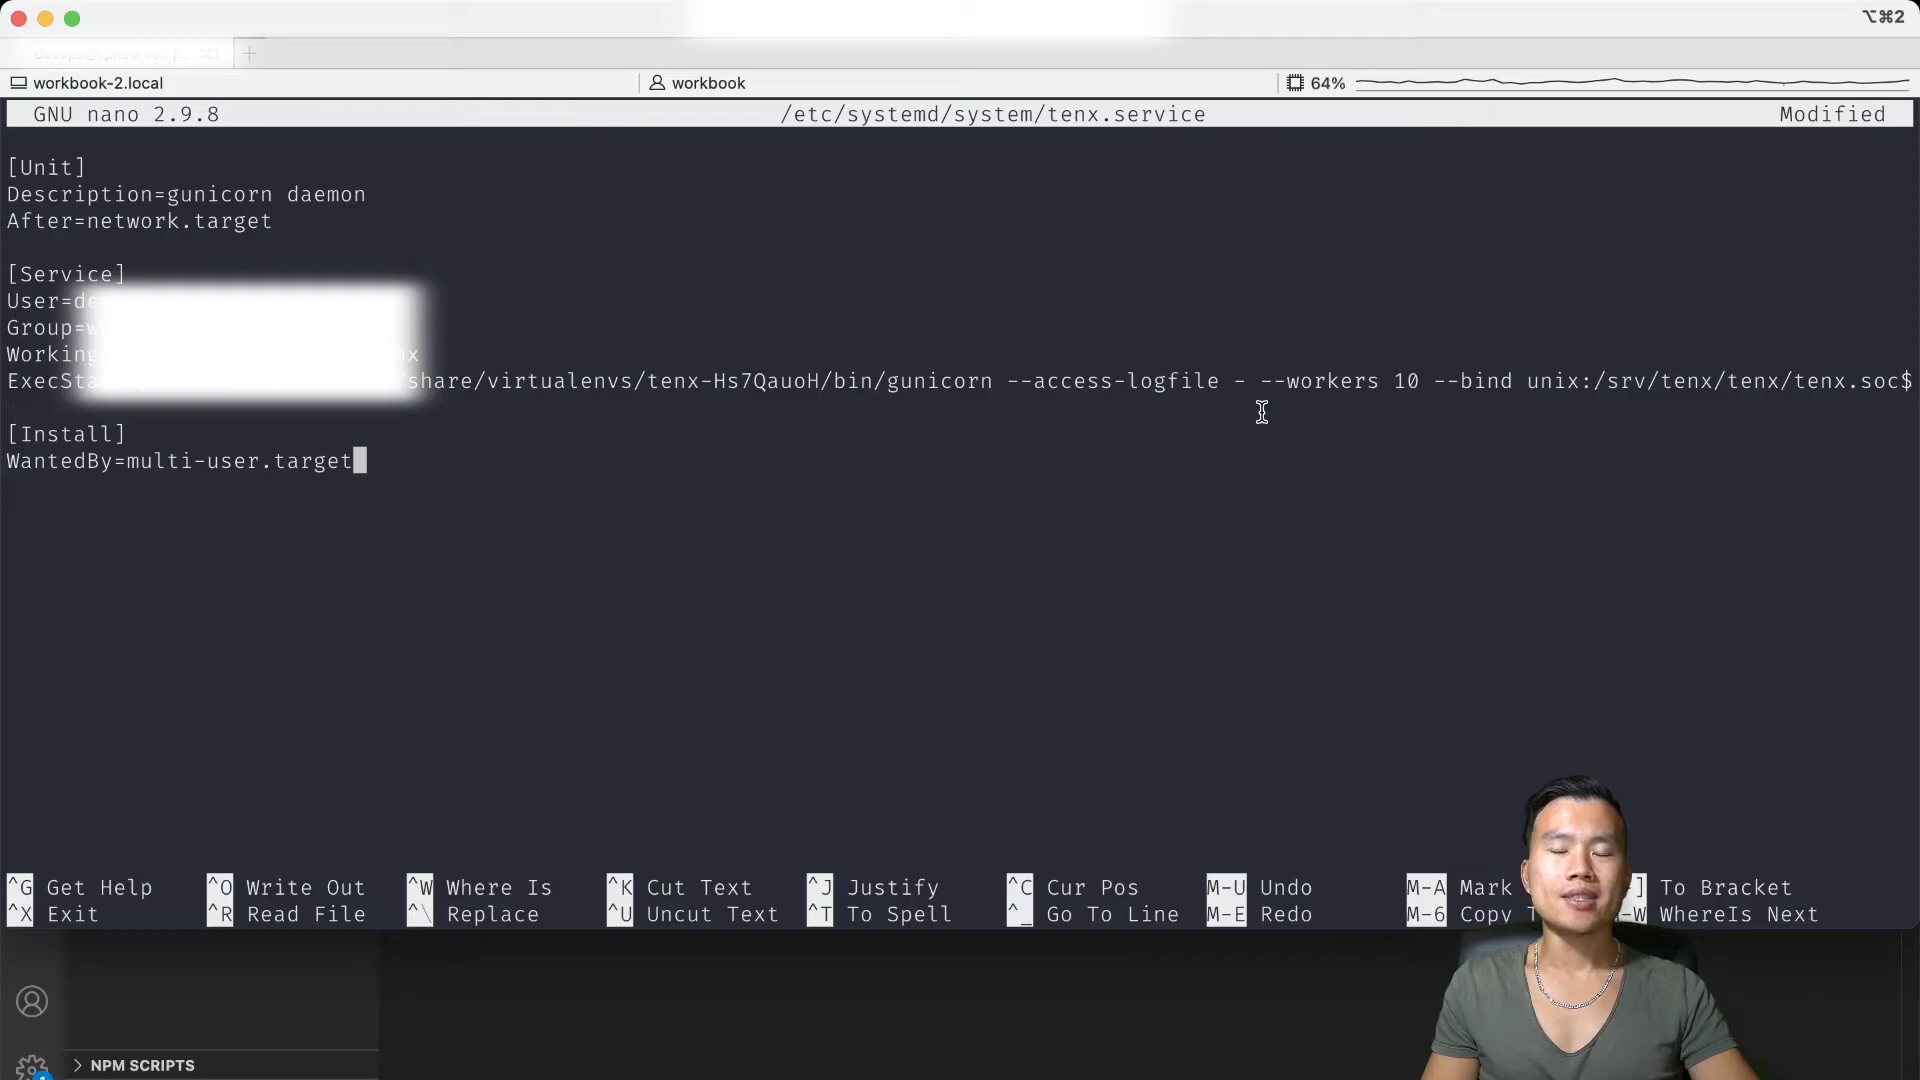 ⌥⌘2
workbook-2.local
workbook
64%
GNU nano 2.9.8
/etc/systemd/system/tenx.service
Modified
[Unit]
Description=gunicorn daemon
After=network.target
[Service]
User=de
Group=w
Working
ExecSta /share/virtualenvs/tenx-Hs7QauoH/bin/gunicorn --access-logfile - --workers 10 --bind unix:/srv/tenx/tenx/tenx.soc$
[Install]
WantedBy=multi-user.target
^G Get Help ^O Write Out ^W Where Is ^K Cut Text ^J Justify ^C Cur Pos M-U Undo M-A Mark ] To Bracket
^X Exit ^R Read File ^\ Replace ^U Uncut Text ^T To Spell ^_ Go To Line M-E Redo M-6 Copy -W WhereIs Next
NPM SCRIPTS